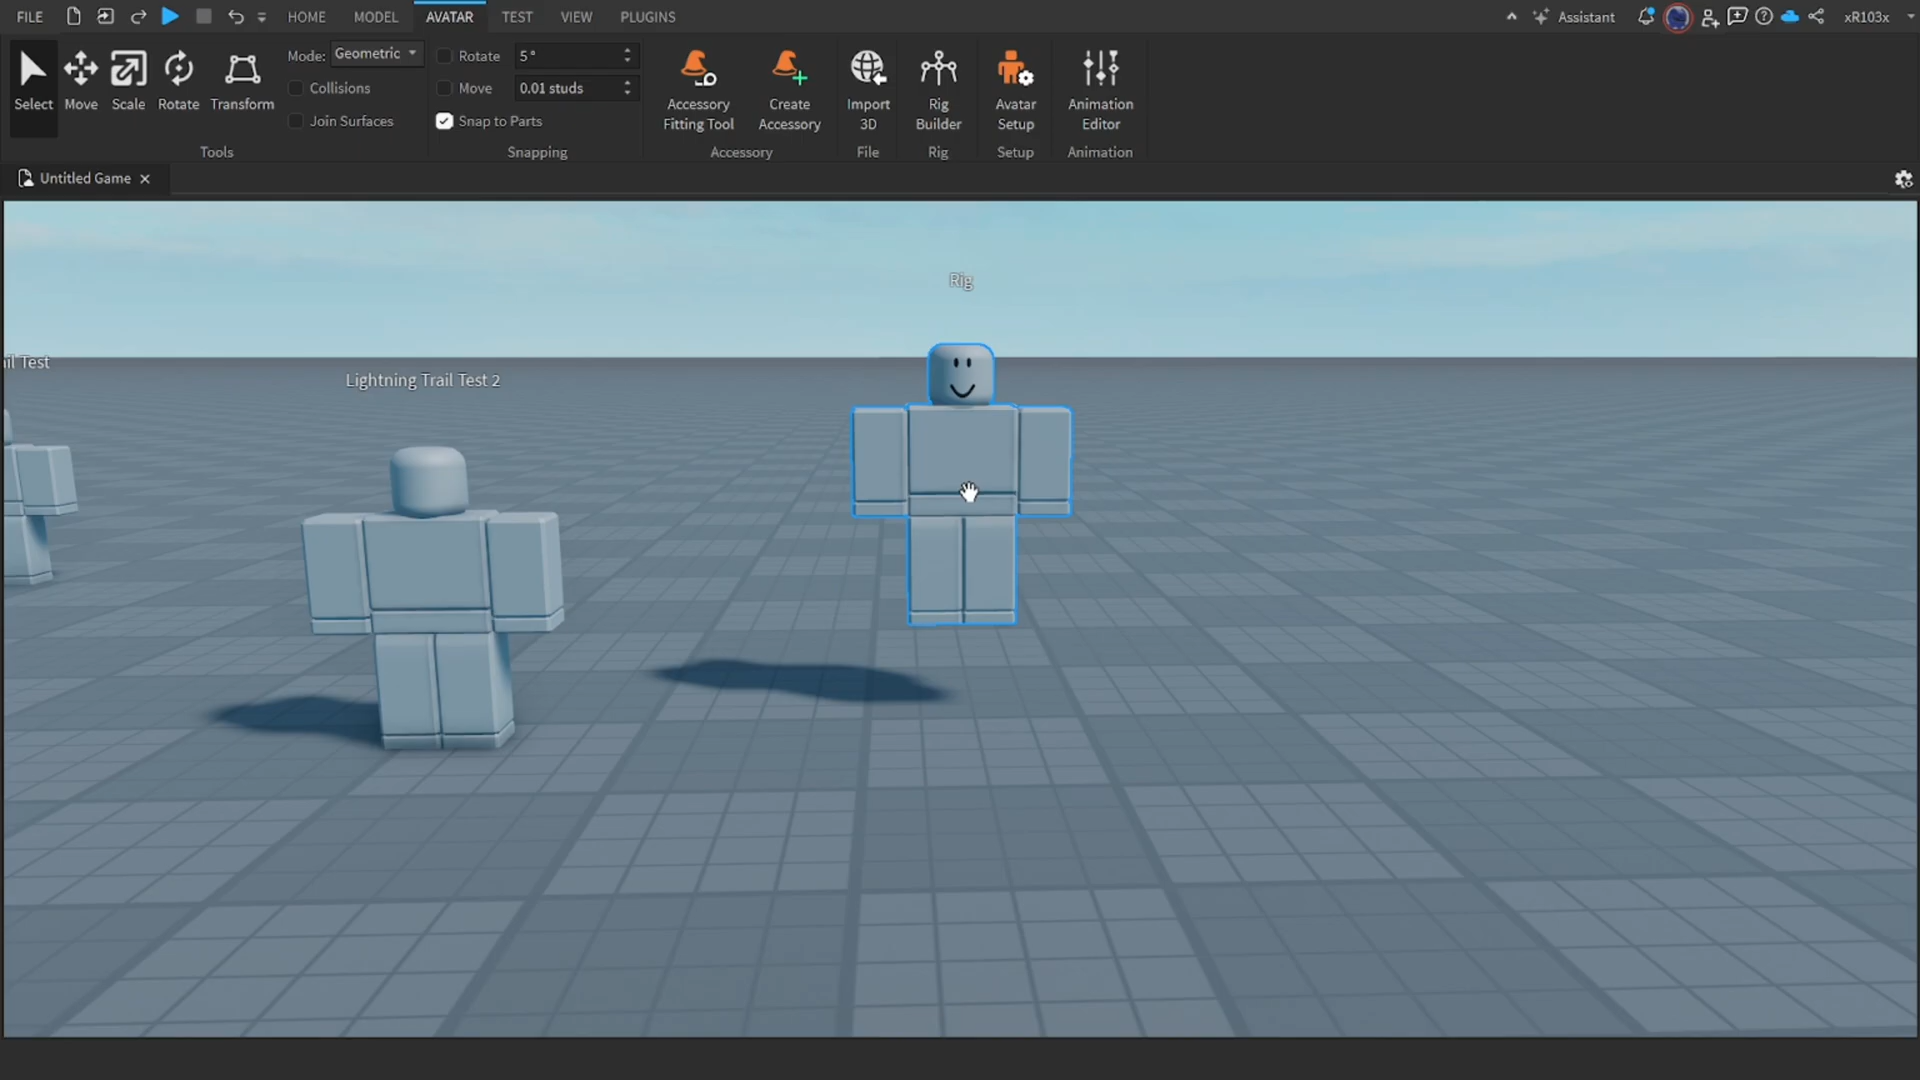 FILE HOME MODEL AVATAR TEST VIEW PLUGINS Assistant xR103x
Select Move Scale Rotate Transform
Mode: Geometric
Collisions
Join Surfaces
Tools
Rotate 5°
Move 0.01 studs
Snap to Parts
Snapping
Accessory
Fitting Tool
Create
Accessory
Accessory
Import
3D
File
Rig
Builder
Rig
Avatar
Setup
Setup
Animation
Editor
Animation
Untitled Game
Rig
Test
Lightning Trail Test 2